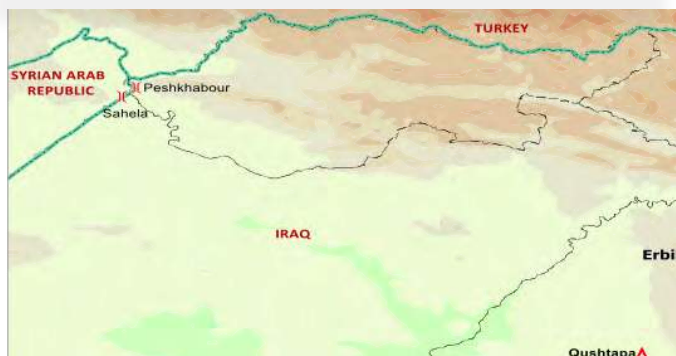 TURKEY
SYRIAN ARAB
REPUBLIC
Peshkhabour
Sahela
IRAQ
Erbi
Qushtapa